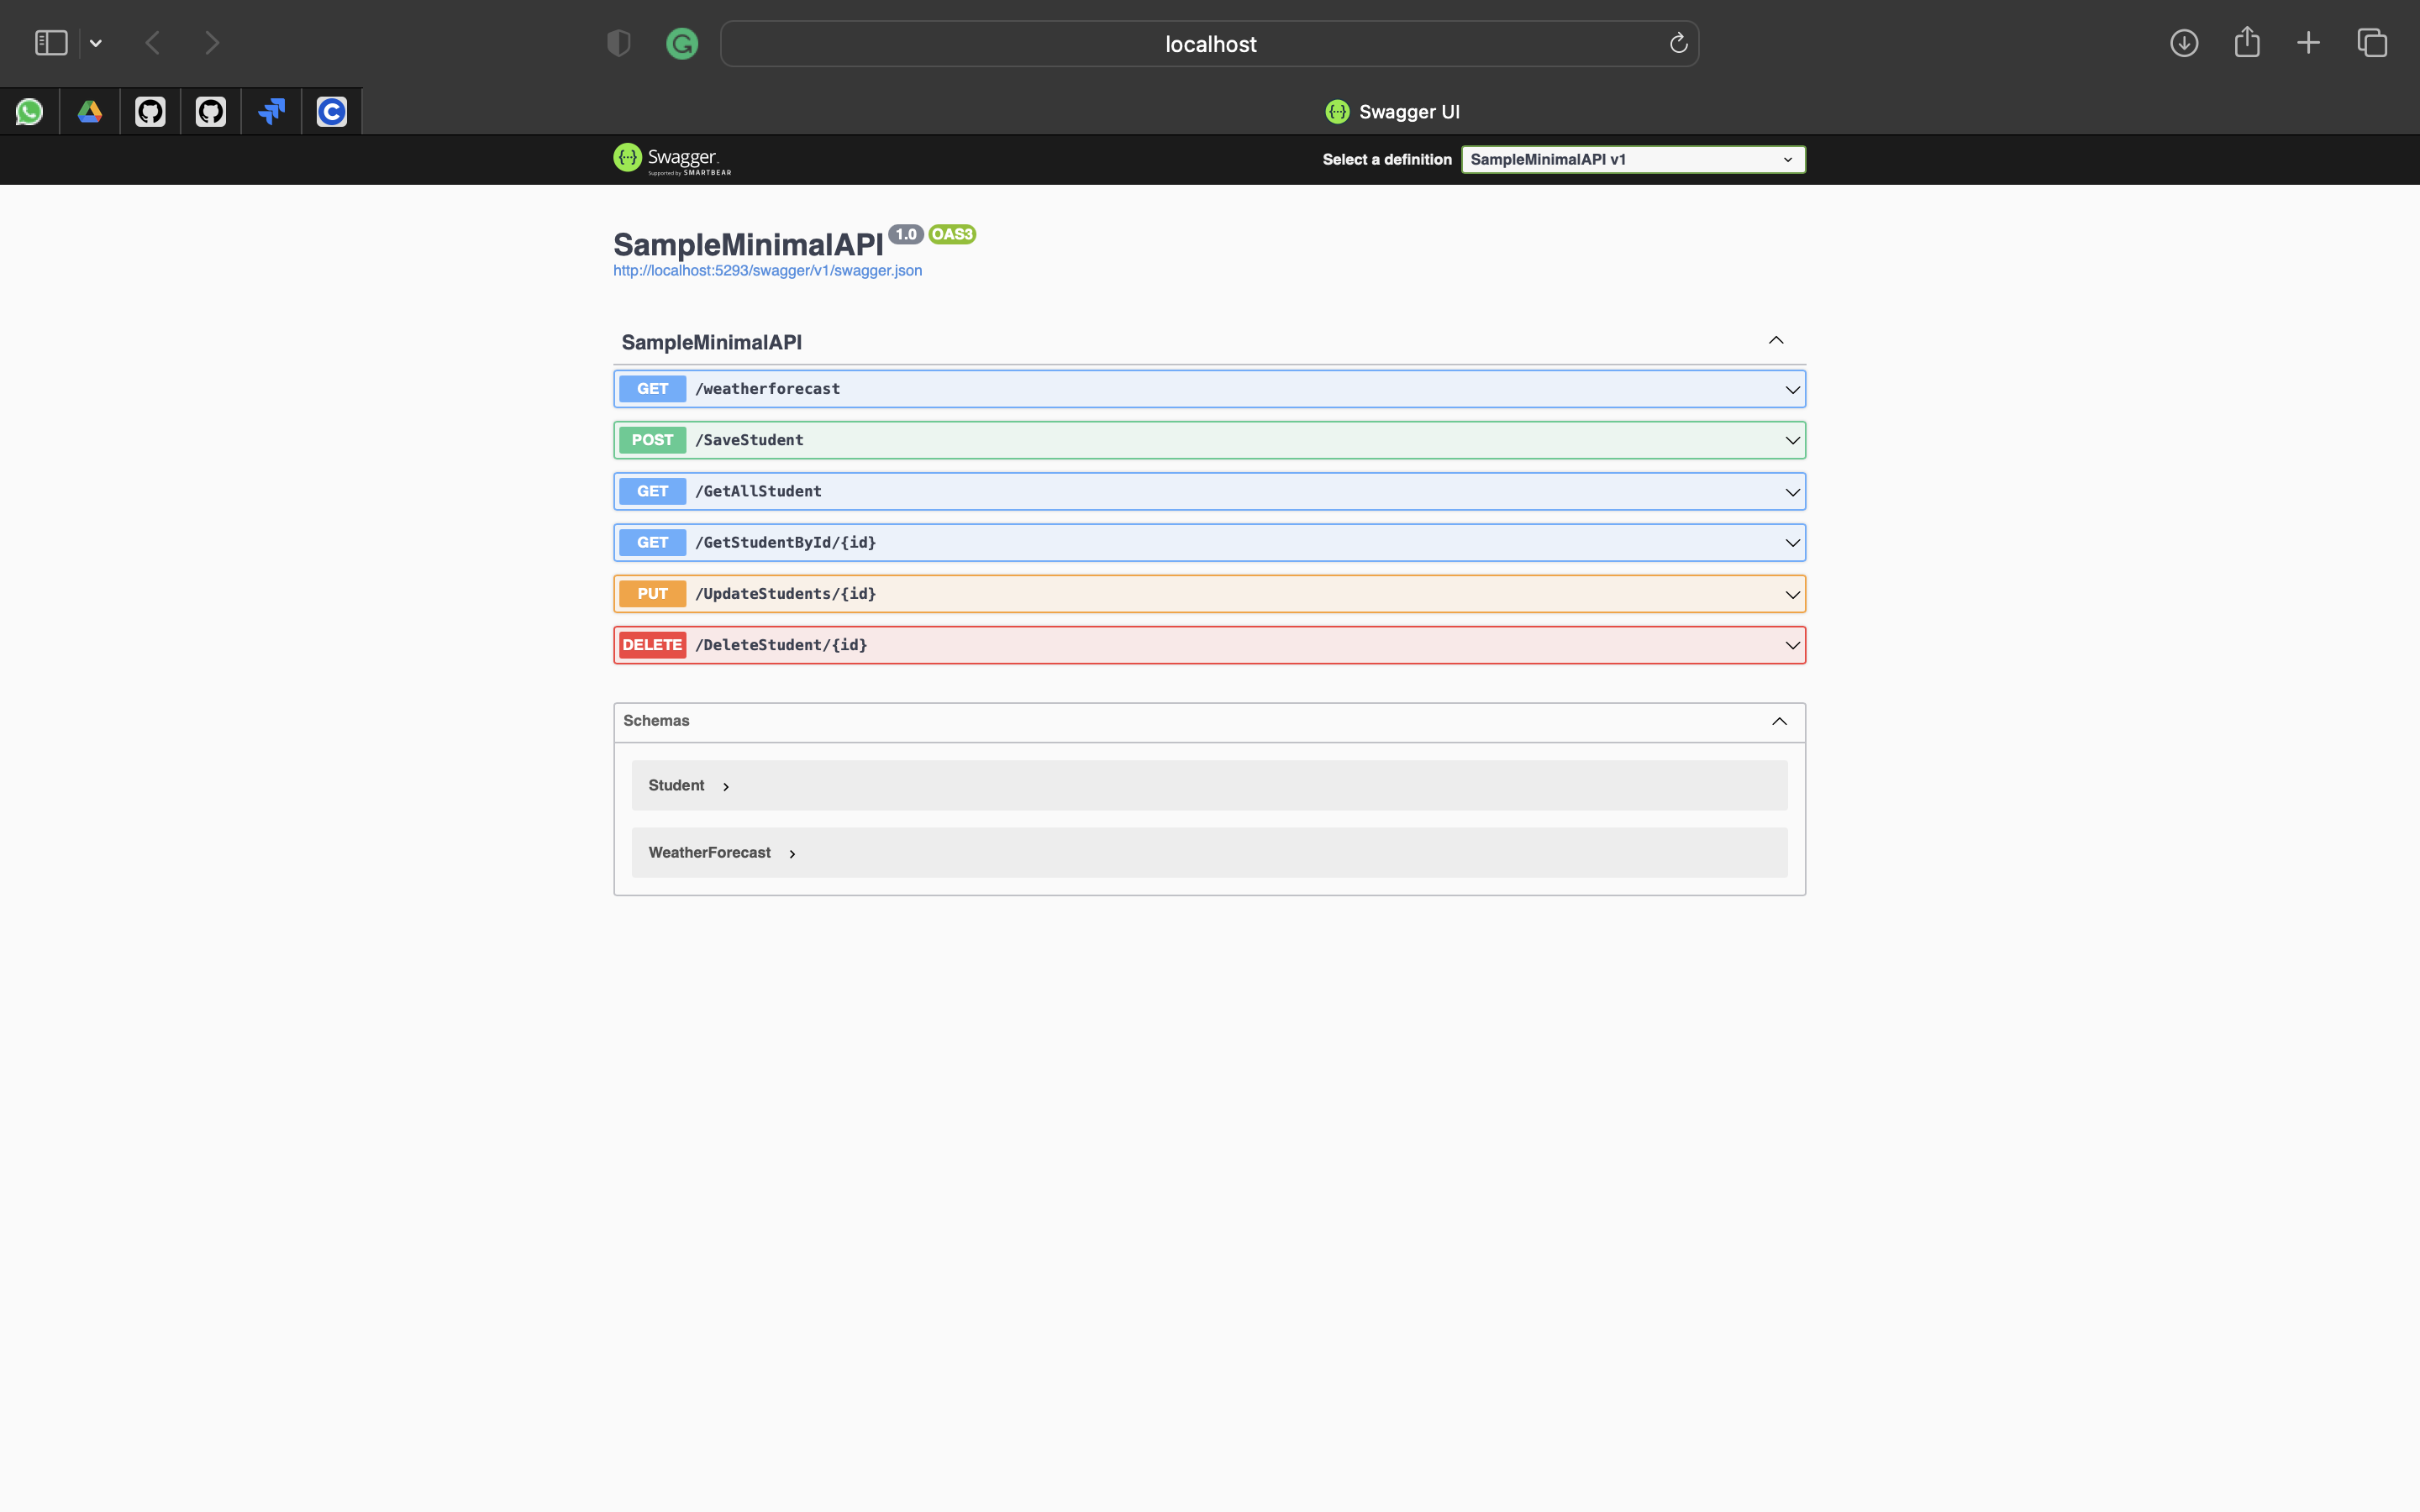 localhost
Swagger UI
Swagger.
Supported by SMARTBEAR
Select a definition
SampleMinimalAPI v1
SampleMinimalAPI 1.0 OAS3
http://localhost:5293/swagger/v1/swagger.json
SampleMinimalAPI
GET /weatherforecast
POST /SaveStudent
GET /GetAllStudent
GET /GetStudentById/{id}
PUT /UpdateStudents/{id}
DELETE /DeleteStudent/{id}
Schemas
Student
WeatherForecast